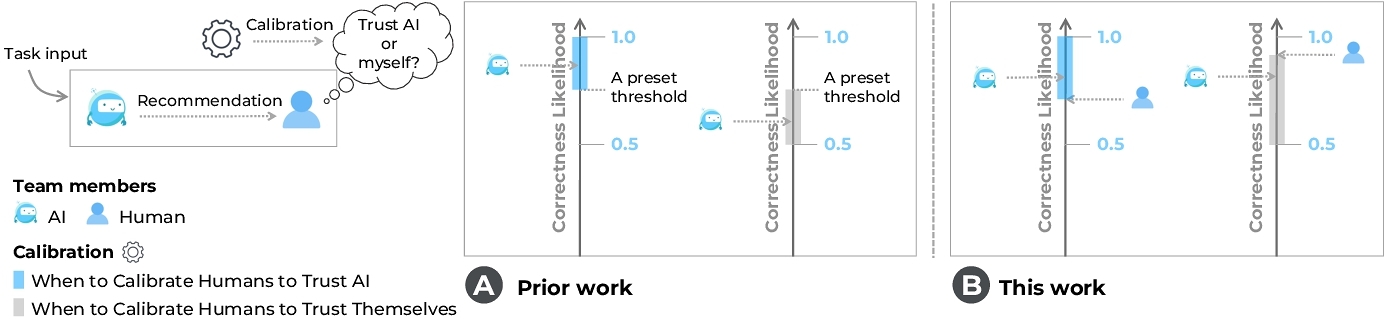 Task input
Calibration
Trust AI
or
myself?
Recommendation
Team members
AI
Human
Calibration
When to Calibrate Humans to Trust AI
When to Calibrate Humans to Trust Themselves
Correctness Likelihood
1.0
A preset
threshold
0.5
Correctness Likelihood
1.0
A preset
threshold
0.5
A Prior work
Correctness Likelihood
1.0
0.5
Correctness Likelihood
1.0
0.5
B This work